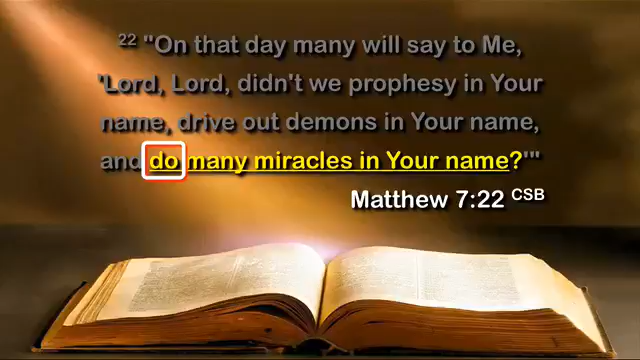 22 "On that day many will say to Me,
'Lord, Lord, didn't we prophesy in Your
name, drive out demons in Your name,
and do many miracles in Your name?'"
Matthew 7:22 CSB